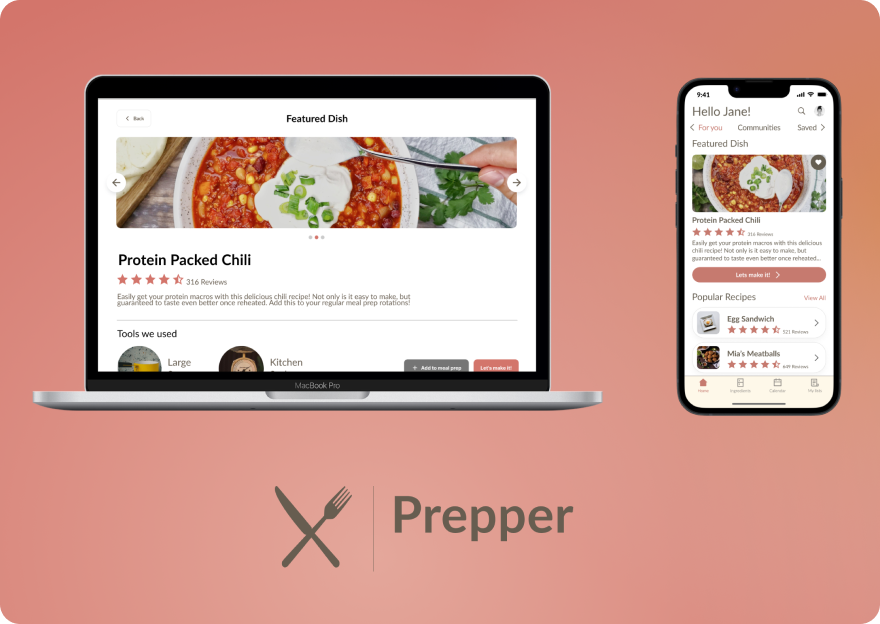 Back
Featured Dish
Protein Packed Chili
316 Reviews
Easily get your protein macros with this delicious chili recipe! Not only is it easy to make, but
guaranteed to taste even better once reheated. Add this to your regular meal prep rotations!
Tools we used
Large
Kitchen
+ Add to meal prep
Let's make it!
MacBook Pro
9:41
Hello Jane!
For you
Communities
Saved
Featured Dish
Protein Packed Chili
316 Reviews
Easily get your protein macros with this delicious
chili recipe! Not only is it easy to make, but
guaranteed to taste even better once reheated...
Lets make it!
Popular Recipes
View All
Egg Sandwich
521 Reviews
Mia's Meatballs
Reviews
Home
Ingredients
Calendar
Prepper